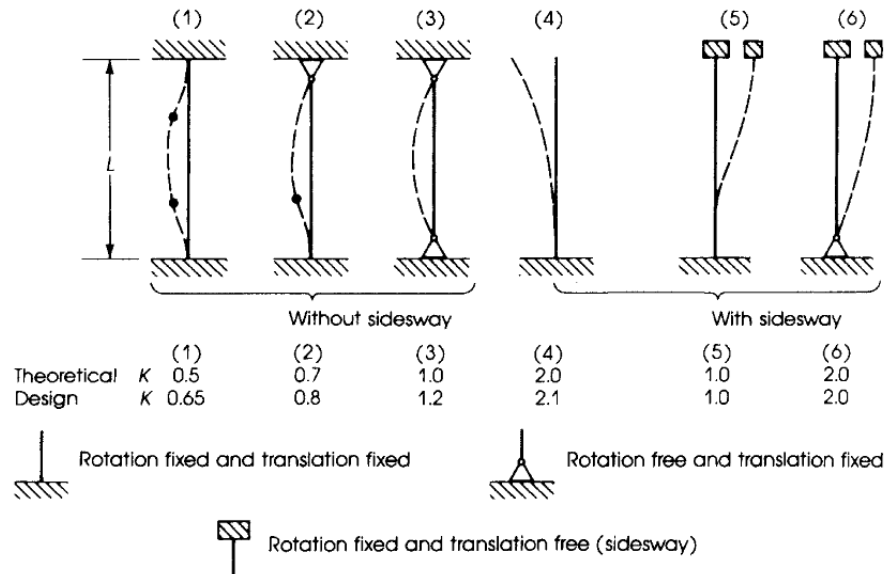 (1) (2) (3) (4) (5) (6)
L
Without sidesway With sidesway
(1) (2) (3) (4) (5) (6)
Theoretical K 0.5 0.7 1.0 2.0 1.0 2.0
Design K 0.65 0.8 1.2 2.1 1.0 2.0
Rotation fixed and translation fixed Rotation free and translation fixed
Rotation fixed and translation free (sidesway)